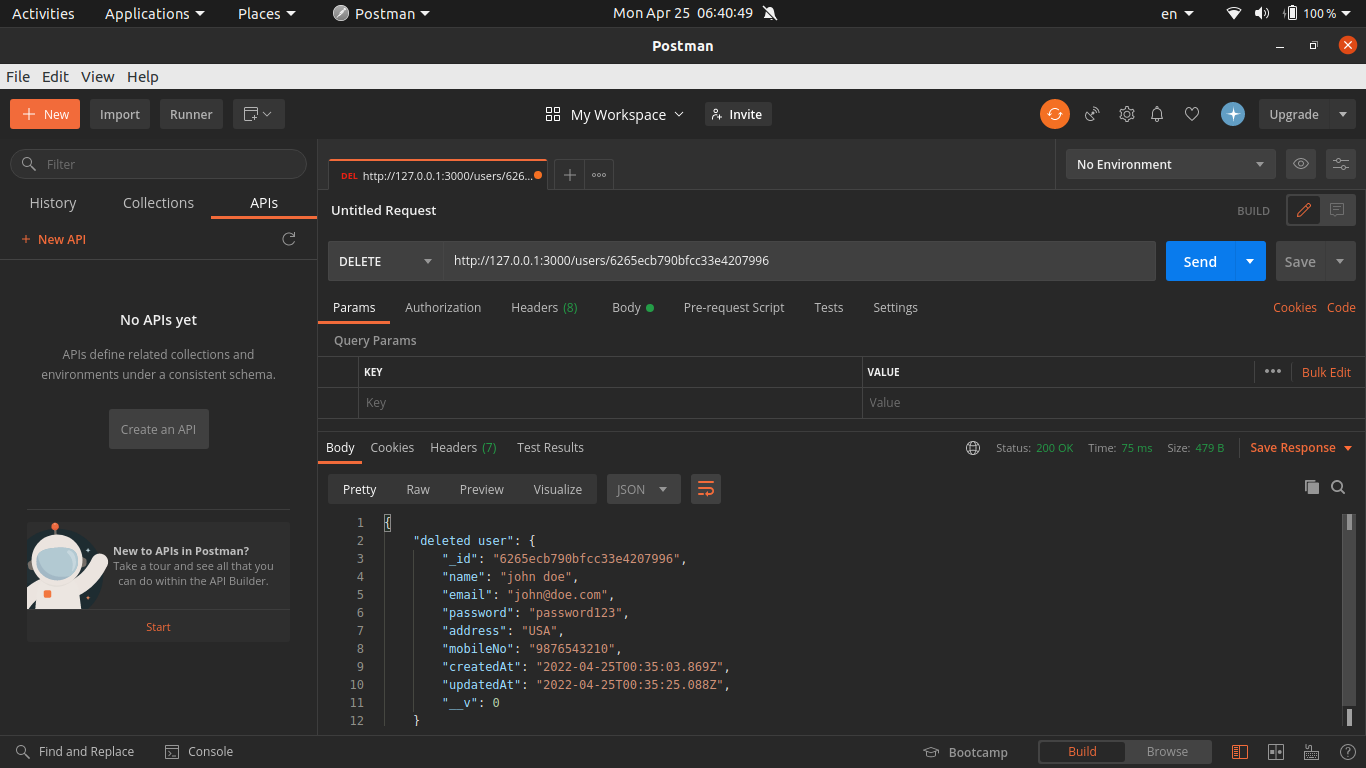 Activities Applications Places Postman Mon Apr 25 06:40:49 en 100 %
Postman
File Edit View Help
New Import Runner My Workspace Invite Upgrade
Filter
History Collections APIs
New API
No APIs yet
APIs define related collections and
environments under a consistent schema.
Create an API
New to APIs in Postman?
Take a tour and see all that you
can do within the API Builder.
Start
DEL http://127.0.0.1:3000/users/626...
No Environment
Untitled Request BUILD
DELETE http://127.0.0.1:3000/users/6265ecb790bfcc33e4207996 Send Save
Params Authorization Headers (8) Body Pre-request Script Tests Settings Cookies Code
Query Params
KEY VALUE Bulk Edit
Key Value
Body Cookies Headers (7) Test Results Status: 200 OK Time: 75 ms Size: 479 B Save Response
Pretty Raw Preview Visualize JSON
1 {
2 "deleted user": {
3 "_id": "6265ecb790bfcc33e4207996",
4 "name": "john doe",
5 "email": "john@doe.com",
6 "password": "password123",
7 "address": "USA",
8 "mobileNo": "9876543210",
9 "createdAt": "2022-04-25T00:35:03.869Z",
10 "updatedAt": "2022-04-25T00:35:25.088Z",
11 "__v": 0
12 }
Find and Replace Console Bootcamp Build Browse